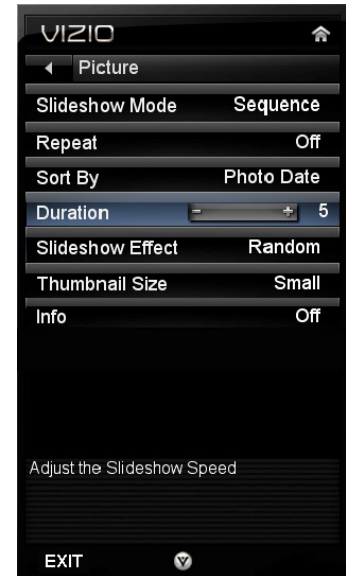 VIZIO
Picture
Slideshow Mode Sequence
Repeat Off
Sort By Photo Date
Duration - + 5
Slideshow Effect Random
Thumbnail Size Small
Info Off
Adjust the Slideshow Speed
EXIT V